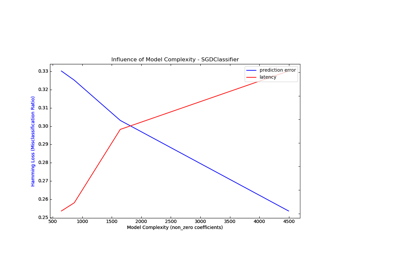 Influence of Model Complexity - SGDClassifier
prediction error
latency
Hamming Loss (Misclassification Ratio)
0.33
0.32
0.31
0.30
0.29
0.28
0.27
0.26
0.25
500 1000 1500 2000 2500 3000 3500 4000 4500
Model Complexity (non_zero coefficients)